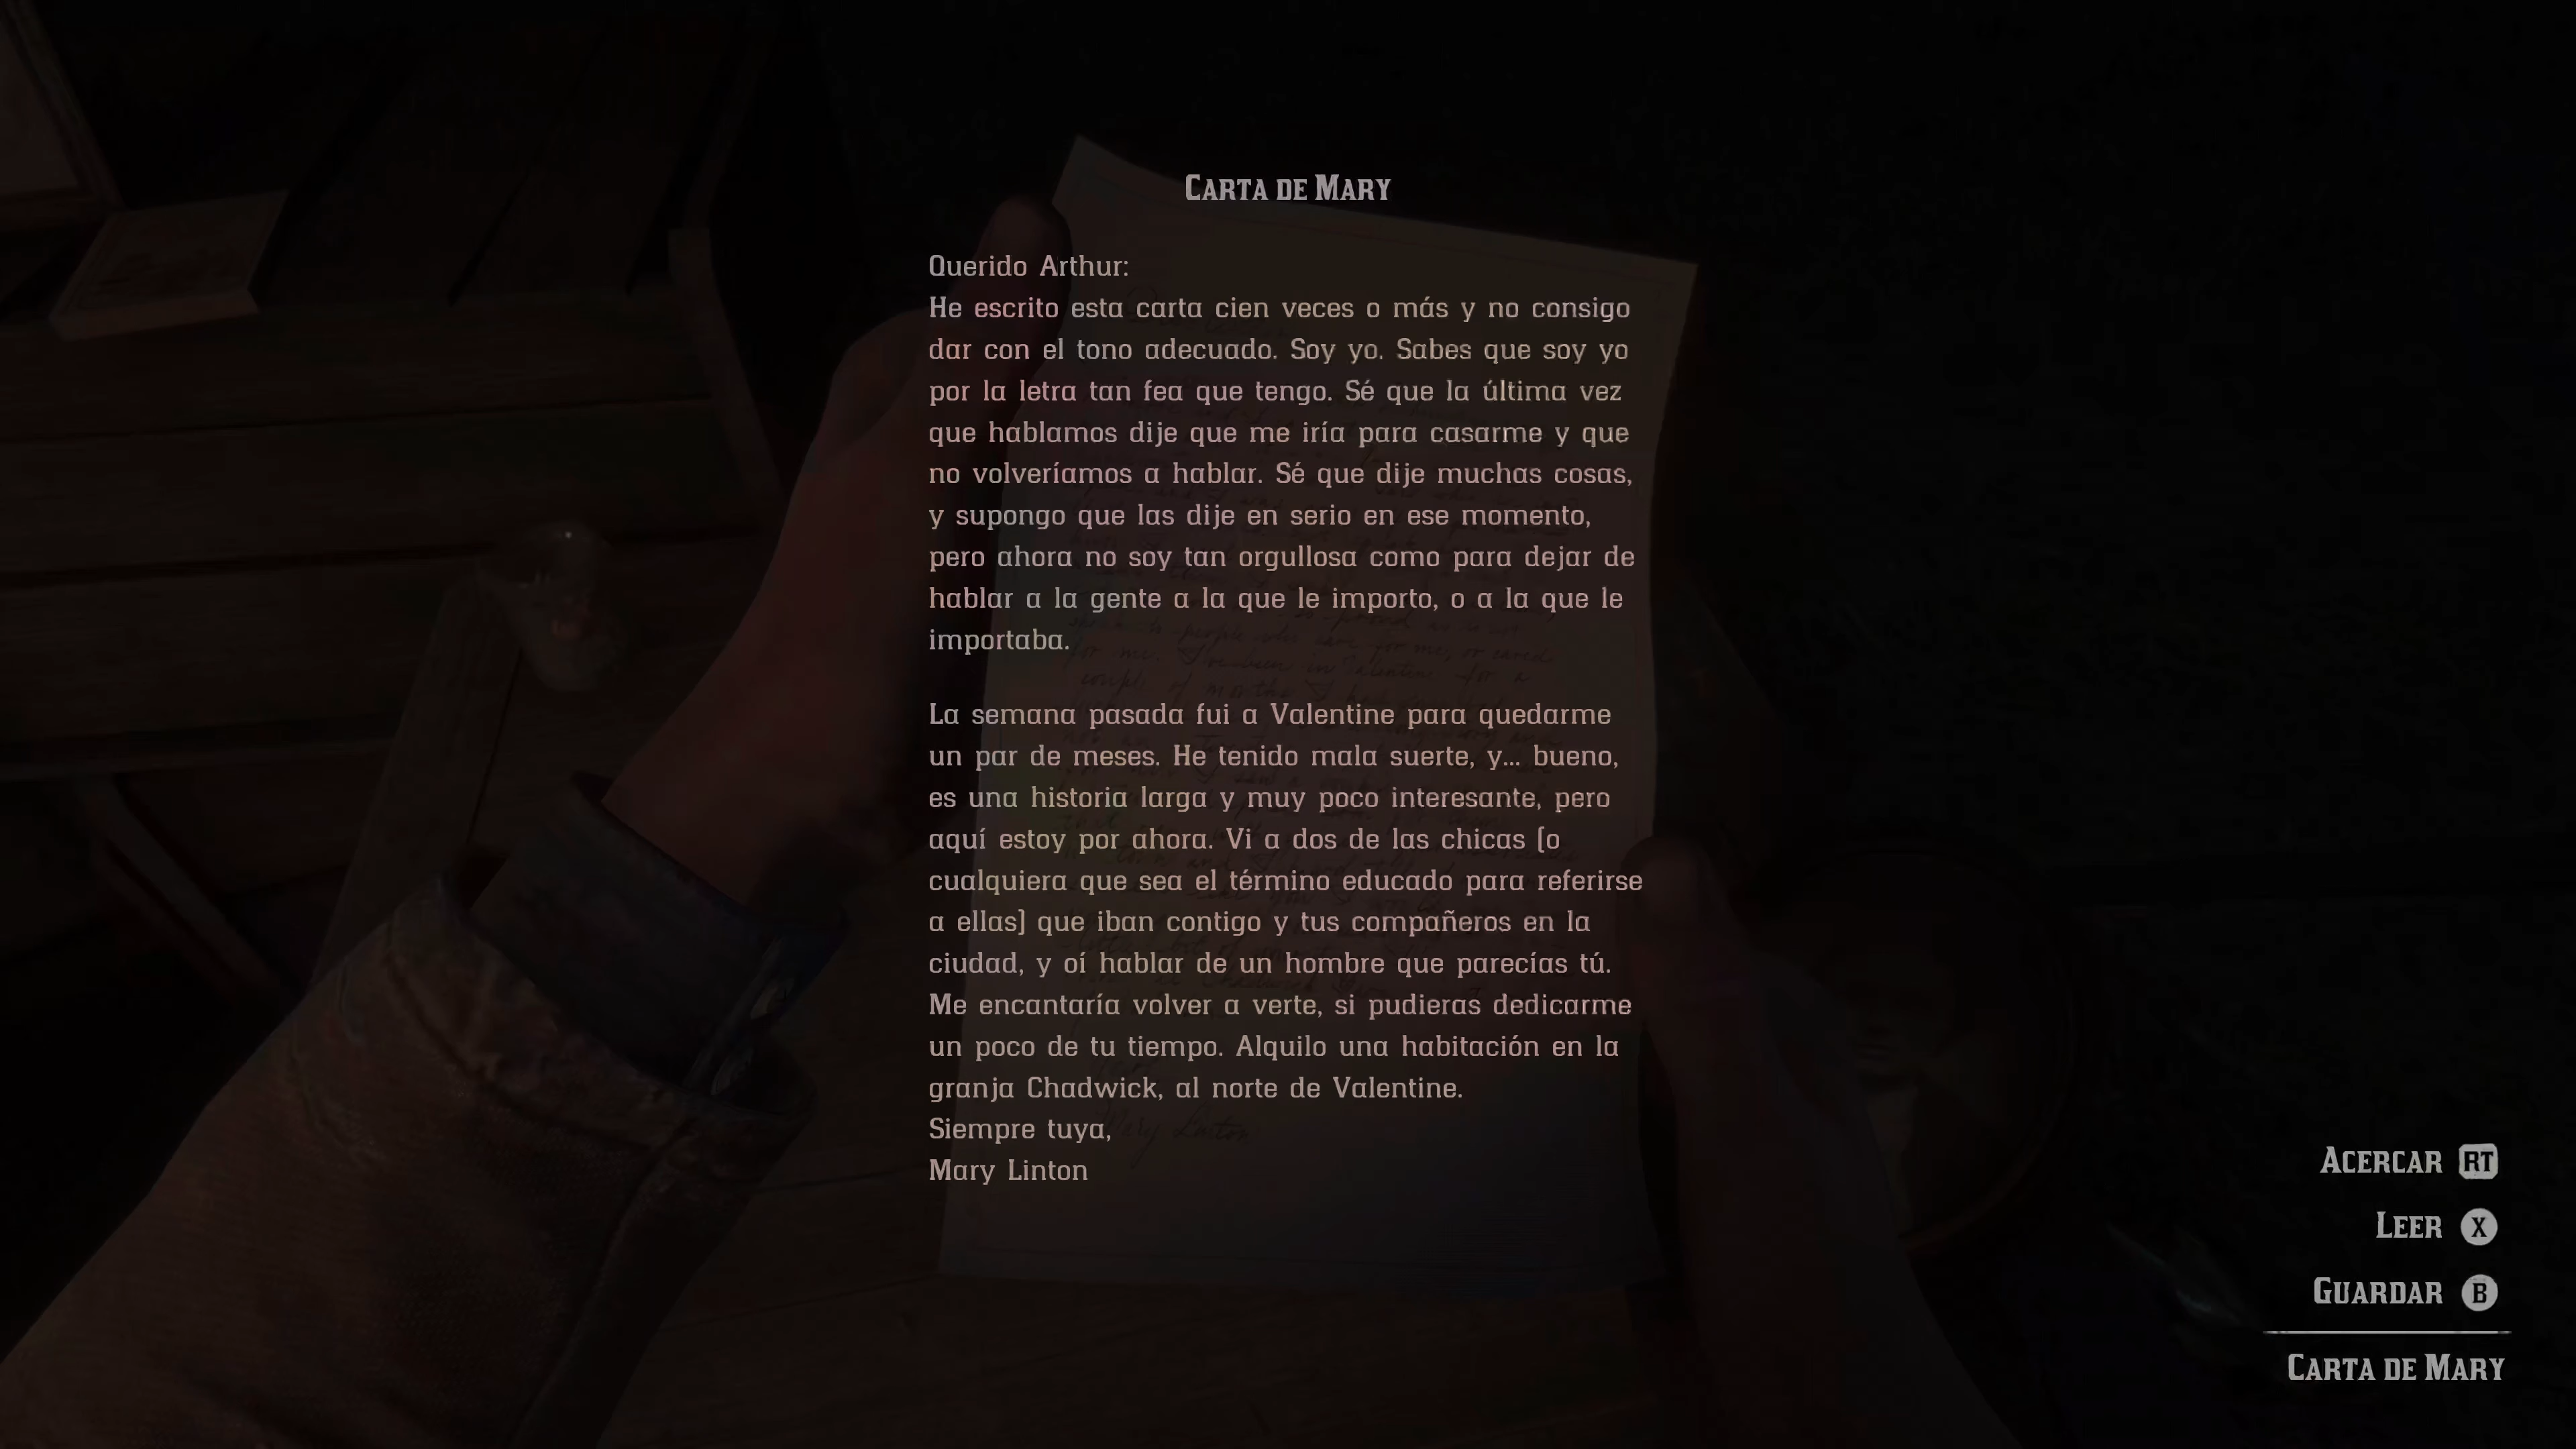 CARTA DE MARY
Querido Arthur:
He escrito esta carta cien veces o más y no consigo
dar con el tono adecuado. Soy yo. Sabes que soy yo
por la letra tan fea que tengo. Sé que la última vez
que hablamos dije que me iría para casarme y que
no volveríamos a hablar. Sé que dije muchas cosas,
y supongo que las dije en serio en ese momento,
pero ahora no soy tan orgullosa como para dejar de
hablar a la gente a la que le importo, o a la que le
importaba.
La semana pasada fui a Valentine para quedarme
un par de meses. He tenido mala suerte, y... bueno,
es una historia larga y muy poco interesante, pero
aquí estoy por ahora. Vi a dos de las chicas (o
cualquiera que sea el término educado para referirse
a ellas) que iban contigo y tus compañeros en la
ciudad, y oí hablar de un hombre que parecías tú.
Me encantaría volver a verte, si pudieras dedicarme
un poco de tu tiempo. Alquilo una habitación en la
granja Chadwick, al norte de Valentine.
Siempre tuya,
Mary Linton
ACERCAR RT
LEER X
GUARDAR B
CARTA DE MARY